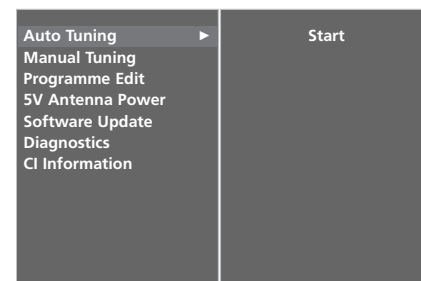 Auto Tuning ► Start
Manual Tuning
Programme Edit
5V Antenna Power
Software Update
Diagnostics
CI Information